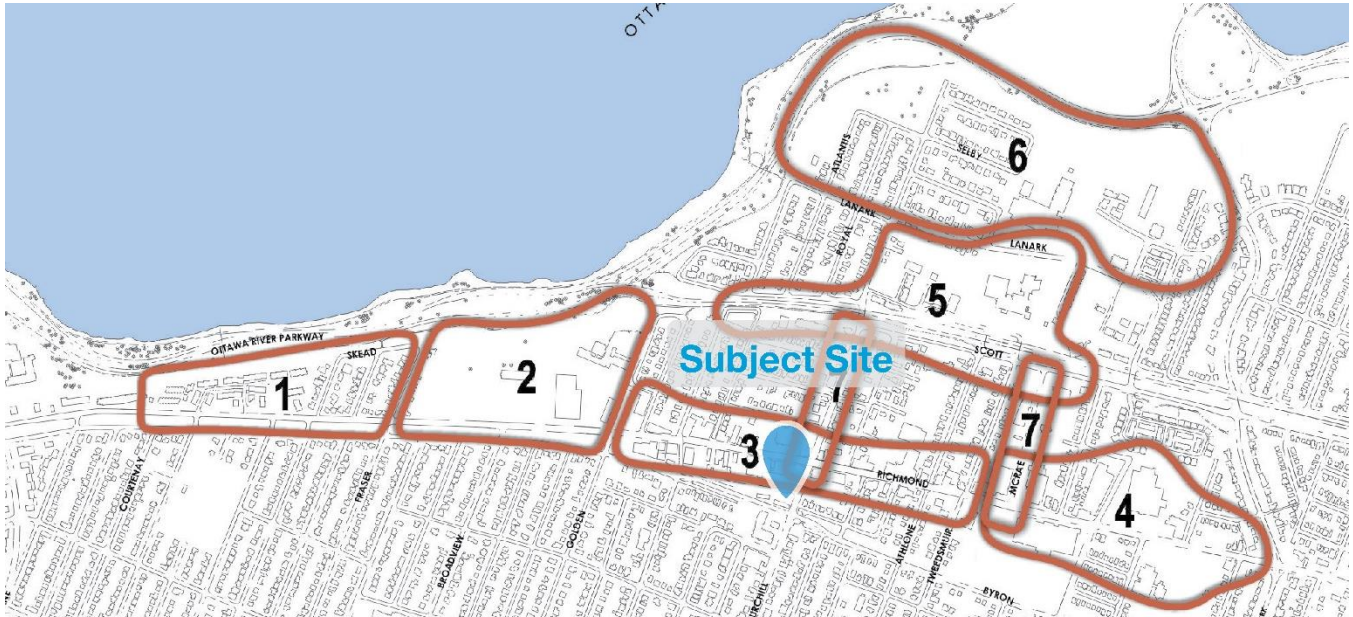 OTTA
6
SELBY
ATLANTIS
LANARK
ROYAL
LANARK
5
OTTAWA RIVER PARKWAY
SKEAD
SCOTT
Subject Site
1
2
7
3
RICHMOND
MCRAE
4
COURTENAY
FRASER
BROADVIEW
GOLDEN
ATHLONE
TWEEDSMUIR
BYRON